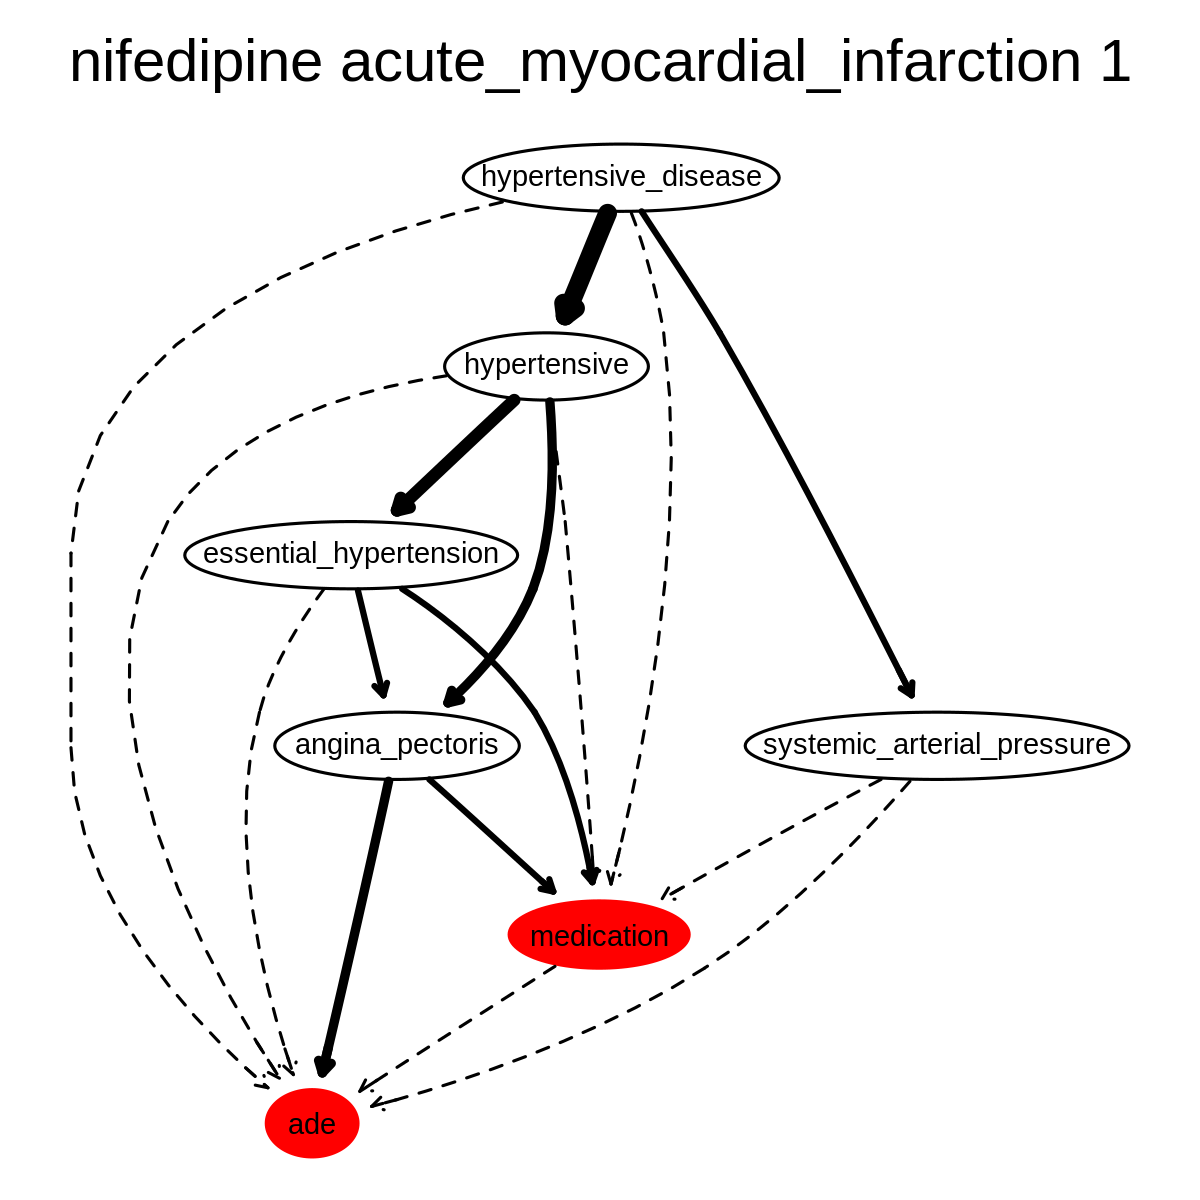 nifedipine acute_myocardial_infarction 1
hypertensive_disease
hypertensive
essential_hypertension
angina_pectoris
systemic_arterial_pressure
medication
ade